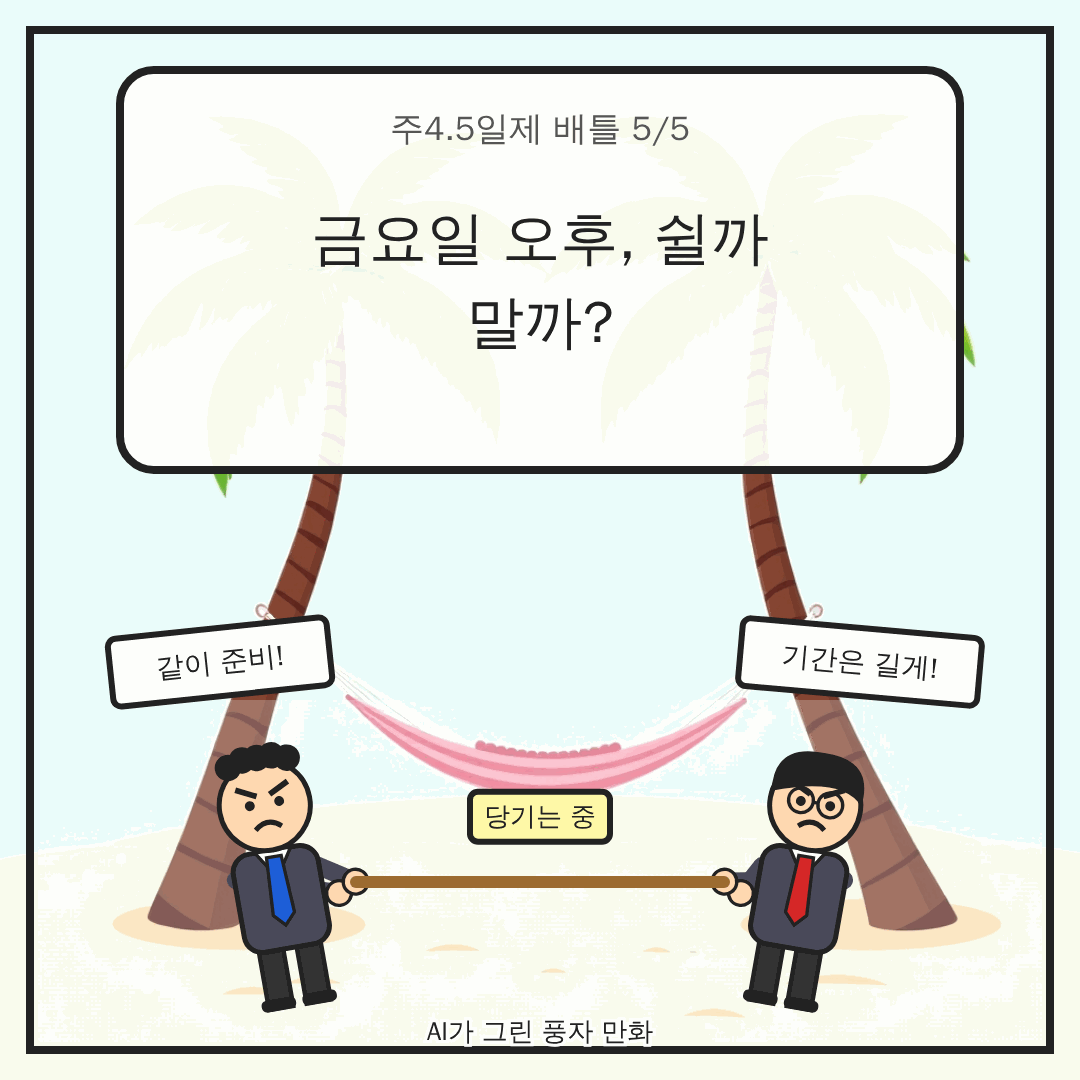 주4.5일제 배틀 5/5
금요일 오후, 쉴까
말까?
같이 준비!
기간은 길게!
당기는 중
AI가 그린 풍자 만화